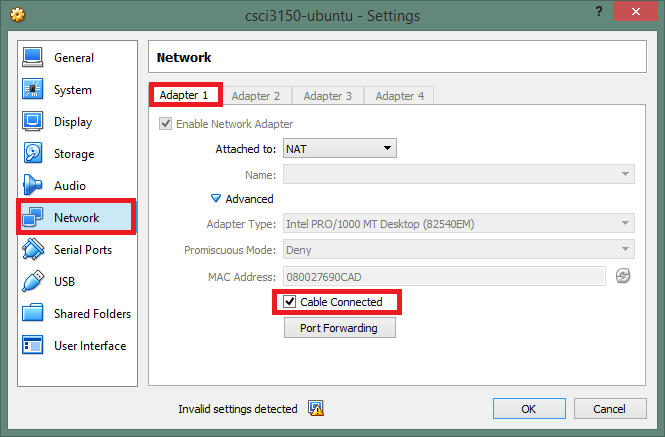 csci3150-ubuntu - Settings
?
General
System
Display
Storage
Audio
Network
Serial Ports
USB
Shared Folders
User Interface
Network
Adapter 1 Adapter 2 Adapter 3 Adapter 4
Enable Network Adapter
Attached to: NAT
Name:
Advanced
Adapter Type: Intel PRO/1000 MT Desktop (82540EM)
Promiscuous Mode: Deny
MAC Address: 080027690CAD
Cable Connected
Port Forwarding
Invalid settings detected
OK Cancel